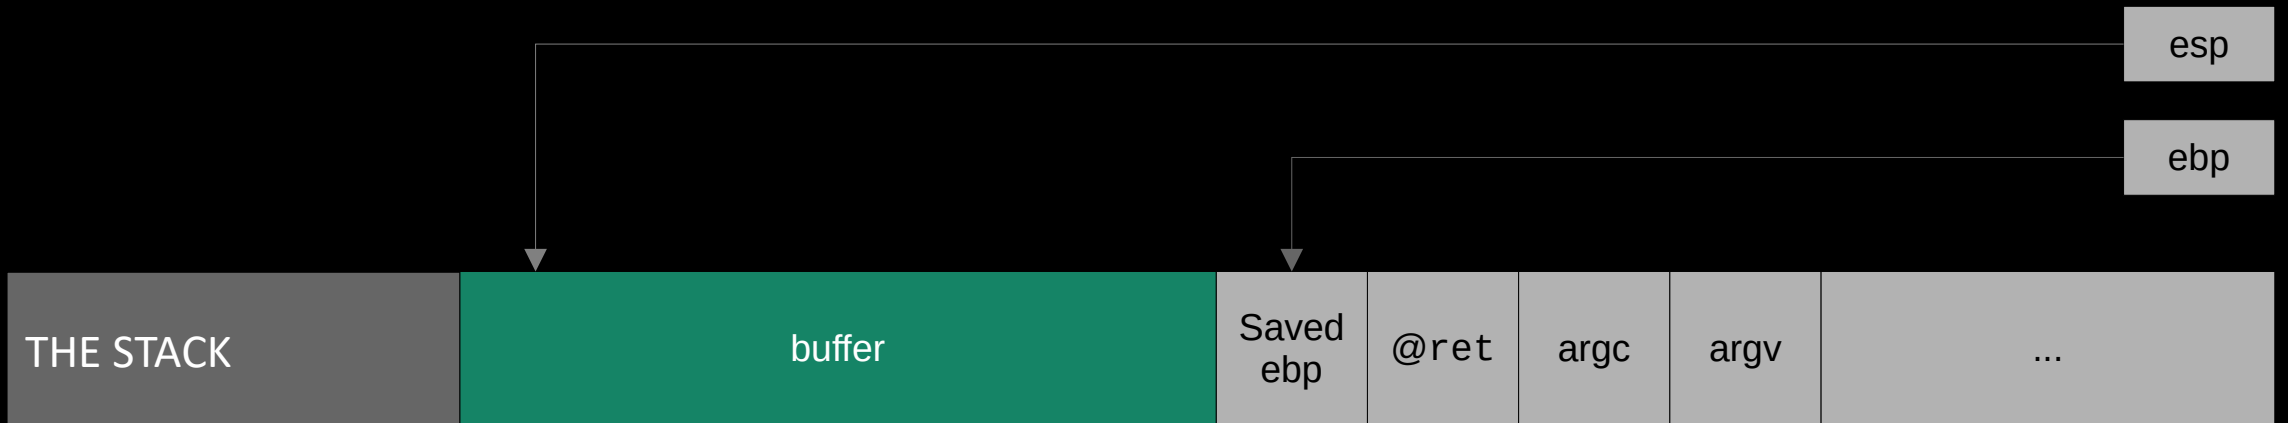 esp
ebp
THE STACK
buffer
Saved
ebp
@ret
argc
argv
...